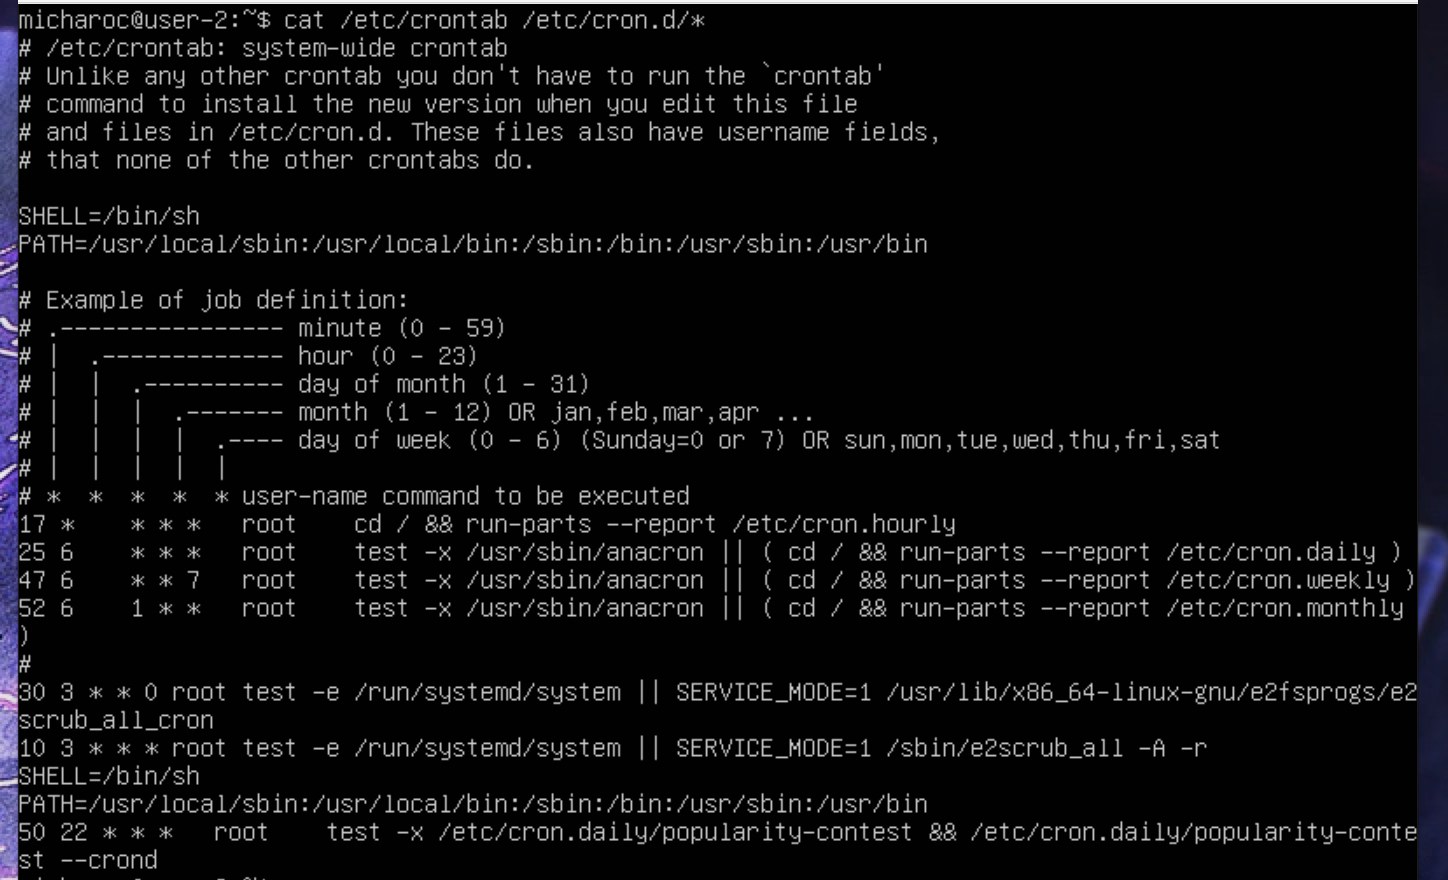 micharoc@user-2:~$ cat /etc/crontab /etc/cron.d/*
# /etc/crontab: system-wide crontab
# Unlike any other crontab you don't have to run the `crontab'
# command to install the new version when you edit this file
# and files in /etc/cron.d. These files also have username fields,
# that none of the other crontabs do.

SHELL=/bin/sh
PATH=/usr/local/sbin:/usr/local/bin:/sbin:/bin:/usr/sbin:/usr/bin

# Example of job definition:
# .---------------- minute (0 - 59)
# |  .------------- hour (0 - 23)
# |  |  .---------- day of month (1 - 31)
# |  |  |  .------- month (1 - 12) OR jan,feb,mar,apr ...
# |  |  |  |  .---- day of week (0 - 6) (Sunday=0 or 7) OR sun,mon,tue,wed,thu,fri,sat
# |  |  |  |  |
# *  *  *  *  * user-name command to be executed
17 *    * * *   root    cd / && run-parts --report /etc/cron.hourly
25 6    * * *   root    test -x /usr/sbin/anacron || ( cd / && run-parts --report /etc/cron.daily )
47 6    * * 7   root    test -x /usr/sbin/anacron || ( cd / && run-parts --report /etc/cron.weekly )
52 6    1 * *   root    test -x /usr/sbin/anacron || ( cd / && run-parts --report /etc/cron.monthly
)
#
30 3 * * 0 root test -e /run/systemd/system || SERVICE_MODE=1 /usr/lib/x86_64-linux-gnu/e2fsprogs/e2
scrub_all_cron
10 3 * * * root test -e /run/systemd/system || SERVICE_MODE=1 /sbin/e2scrub_all -A -r
SHELL=/bin/sh
PATH=/usr/local/sbin:/usr/local/bin:/sbin:/bin:/usr/sbin:/usr/bin
50 22 * * *   root    test -x /etc/cron.daily/popularity-contest && /etc/cron.daily/popularity-conte
st --crond